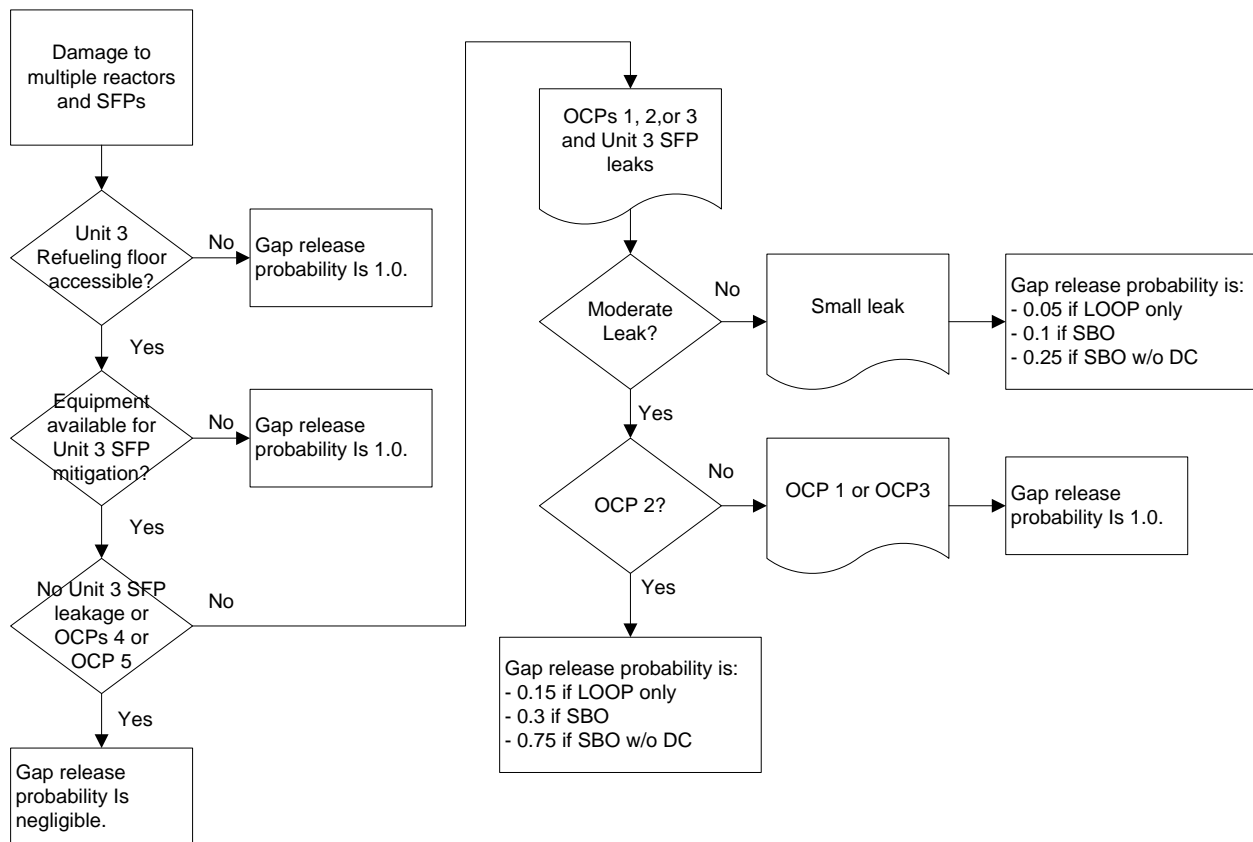 Damage to
multiple reactors
and SFPs
Unit 3
Refueling floor
accessible?
No
Gap release
probability Is 1.0.
Yes
Equipment
available for
Unit 3 SFP
mitigation?
No
Gap release
probability Is 1.0.
Yes
No Unit 3 SFP
leakage or
OCPs 4 or
OCP 5
No
Yes
Gap release
probability Is
negligible.
OCPs 1, 2,or 3
and Unit 3 SFP
leaks
Moderate
Leak?
No
Small leak
Gap release probability is:
- 0.05 if LOOP only
- 0.1 if SBO
- 0.25 if SBO w/o DC
Yes
OCP 2?
No
OCP 1 or OCP3
Gap release
probability Is 1.0.
Yes
Gap release probability is:
- 0.15 if LOOP only
- 0.3 if SBO
- 0.75 if SBO w/o DC